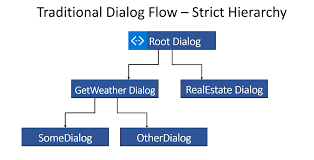 Traditional Dialog Flow – Strict Hierarchy
Root Dialog
GetWeather Dialog
RealEstate Dialog
SomeDialog
OtherDialog